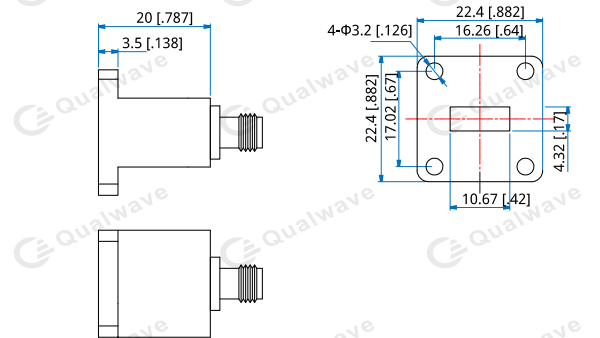 20 [.787]
3.5 [.138]
22.4 [.882]
4-Φ3.2 [.126]
16.26 [.64]
22.4 [.882]
17.02 [.67]
4.32 [.17]
10.67 [.42]
Qualwave
Qualwave
Qualwave
Qualwave
Qualwave
Qualwave